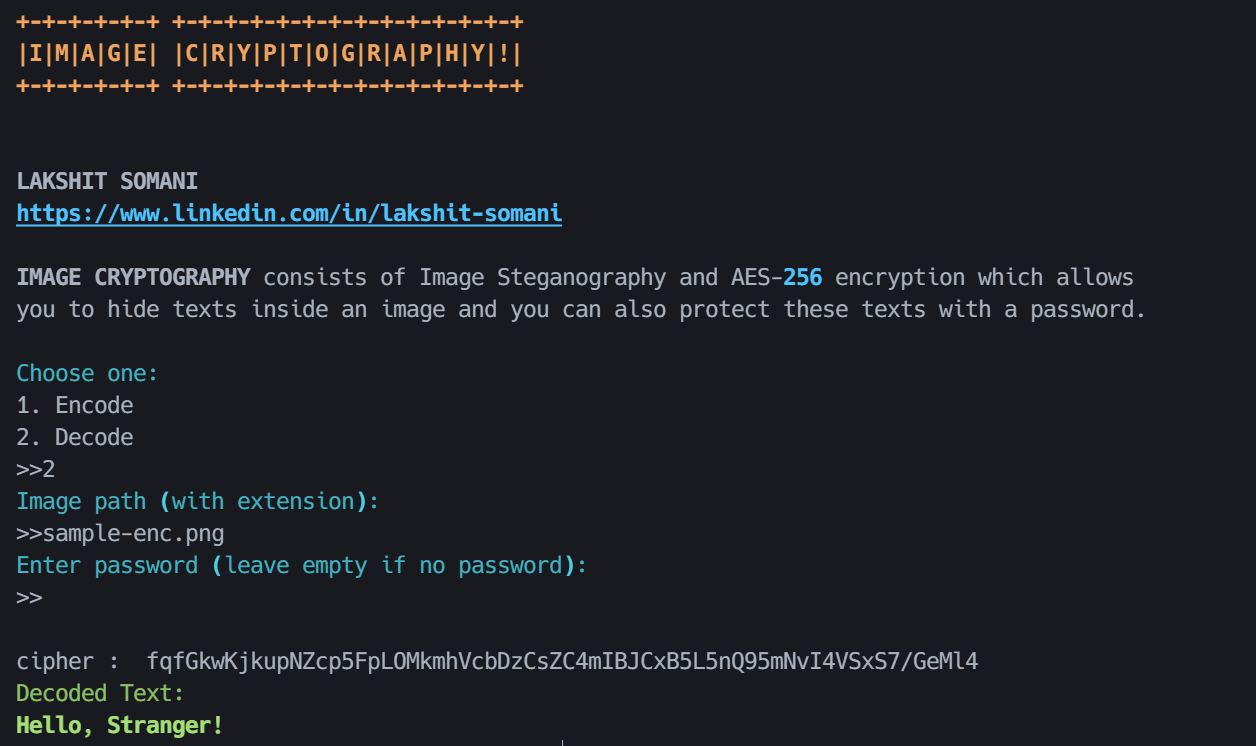 +-+-+-+-+-+ +-+-+-+-+-+-+-+-+-+-+-+-+-+
|I|M|A|G|E| |C|R|Y|P|T|O|G|R|A|P|H|Y|!|
+-+-+-+-+-+ +-+-+-+-+-+-+-+-+-+-+-+-+-+
LAKSHIT SOMANI
https://www.linkedin.com/in/lakshit-somani
IMAGE CRYPTOGRAPHY consists of Image Steganography and AES-256 encryption which allows
you to hide texts inside an image and you can also protect these texts with a password.
Choose one:
1. Encode
2. Decode
>>2
Image path (with extension):
>>sample-enc.png
Enter password (leave empty if no password):
>>
cipher :  fqfGkwKjkupNZcp5FpLOMkmhVcbDzCsZC4mIBJCxB5L5nQ95mNvI4VSxS7/GeMl4
Decoded Text:
Hello, Stranger!